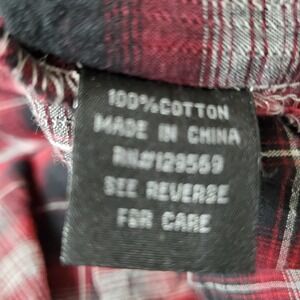 100%COTTON
MADE IN CHINA
RN#129569
SEE REVERSE
FOR CARE